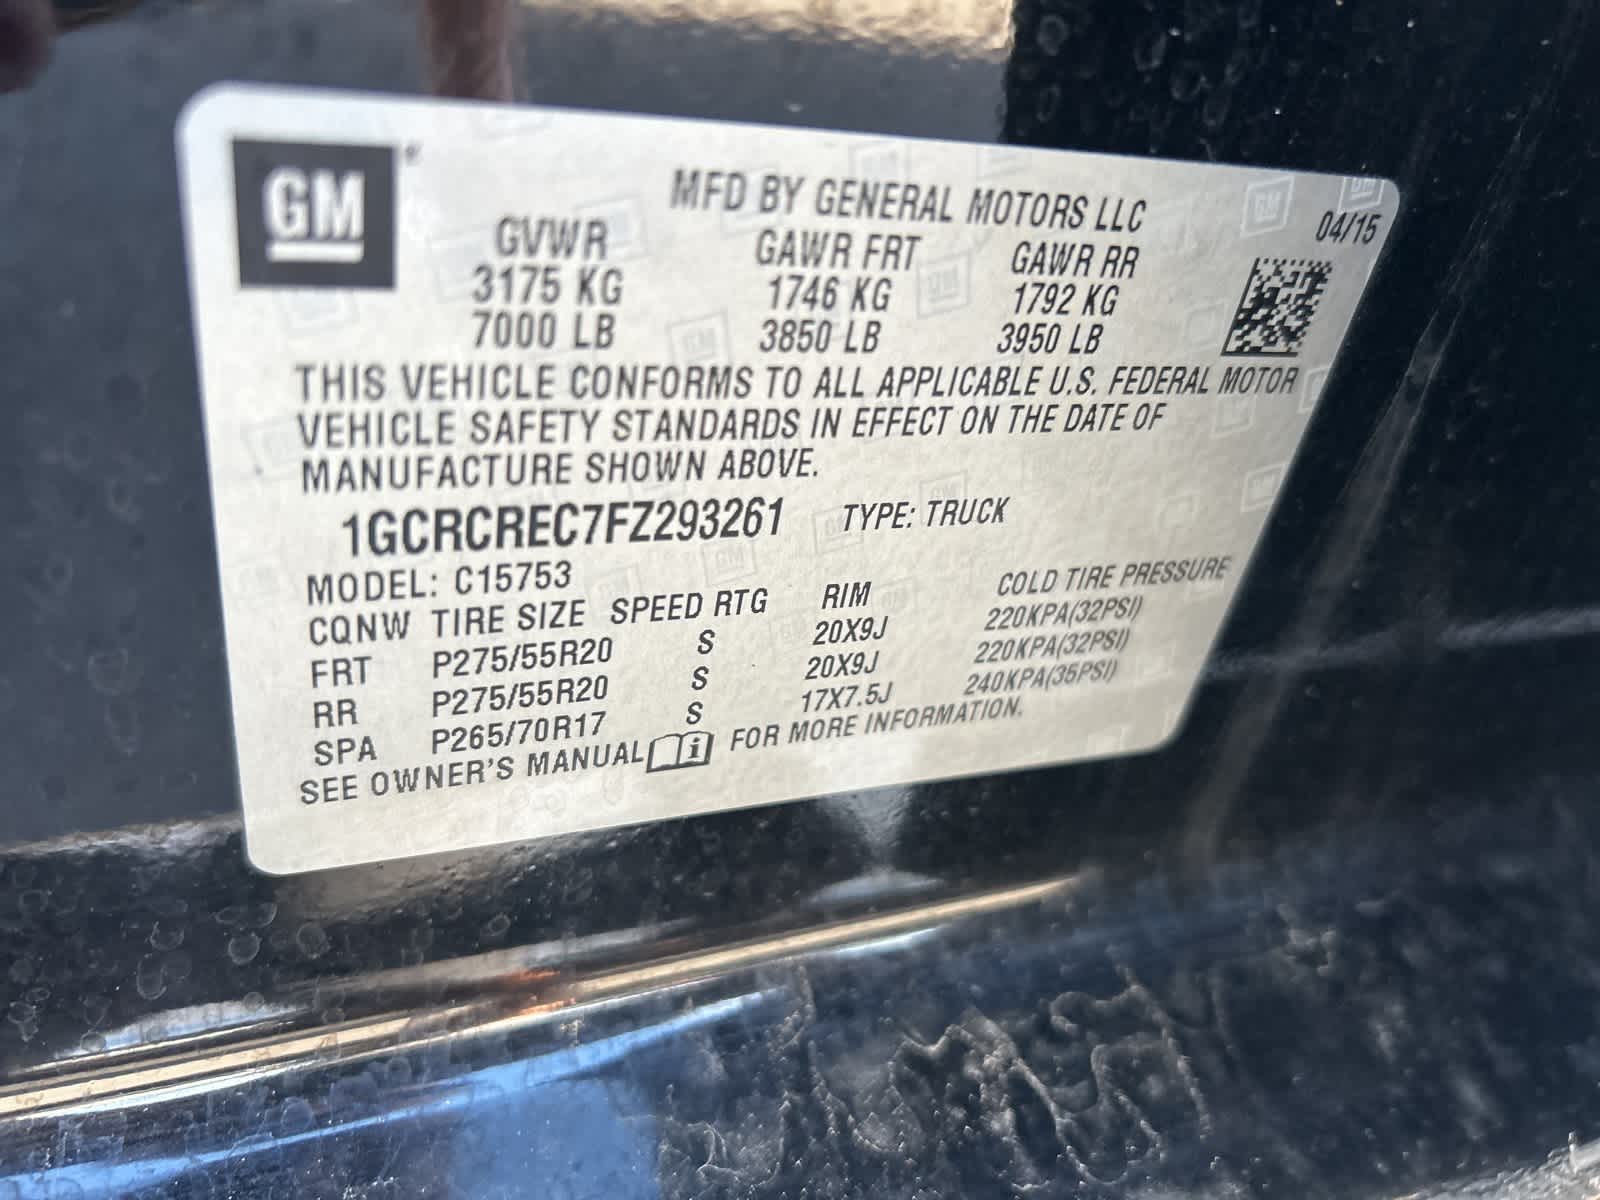 GM
MFD BY GENERAL MOTORS LLC
04/15
GVWR GAWR FRT GAWR RR
3175 KG 1746 KG 1792 KG
7000 LB 3850 LB 3950 LB
THIS VEHICLE CONFORMS TO ALL APPLICABLE U.S. FEDERAL MOTOR
VEHICLE SAFETY STANDARDS IN EFFECT ON THE DATE OF
MANUFACTURE SHOWN ABOVE.
1GCRCREC7FZ293261 TYPE: TRUCK
MODEL: C15753
CQNW TIRE SIZE SPEED RTG RIM COLD TIRE PRESSURE
FRT P275/55R20 S 20X9J 220KPA(32PSI)
RR P275/55R20 S 20X9J 220KPA(32PSI)
SPA P265/70R17 S 17X7.5J 240KPA(35PSI)
SEE OWNER'S MANUAL i FOR MORE INFORMATION.